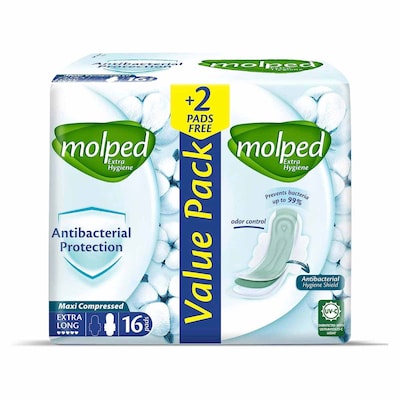 +2
PADS
FREE
Value Pack
molped
Extra
Hygiene
Antibacterial
Protection
Maxi Compressed
EXTRA
LONG
16 pads
molped
Extra
Hygiene
Prevents bacteria
up to 99%
odor control
Antibacterial
Hygiene Shield
UV-C